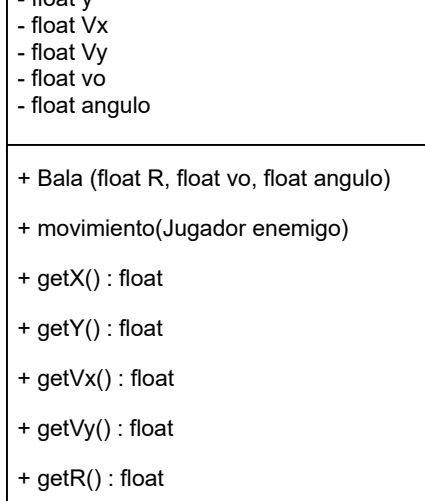 - float y
- float Vx
- float Vy
- float vo
- float angulo
+ Bala (float R, float vo, float angulo)
+ movimiento(Jugador enemigo)
+ getX() : float
+ getY() : float
+ getVx() : float
+ getVy() : float
+ getR() : float